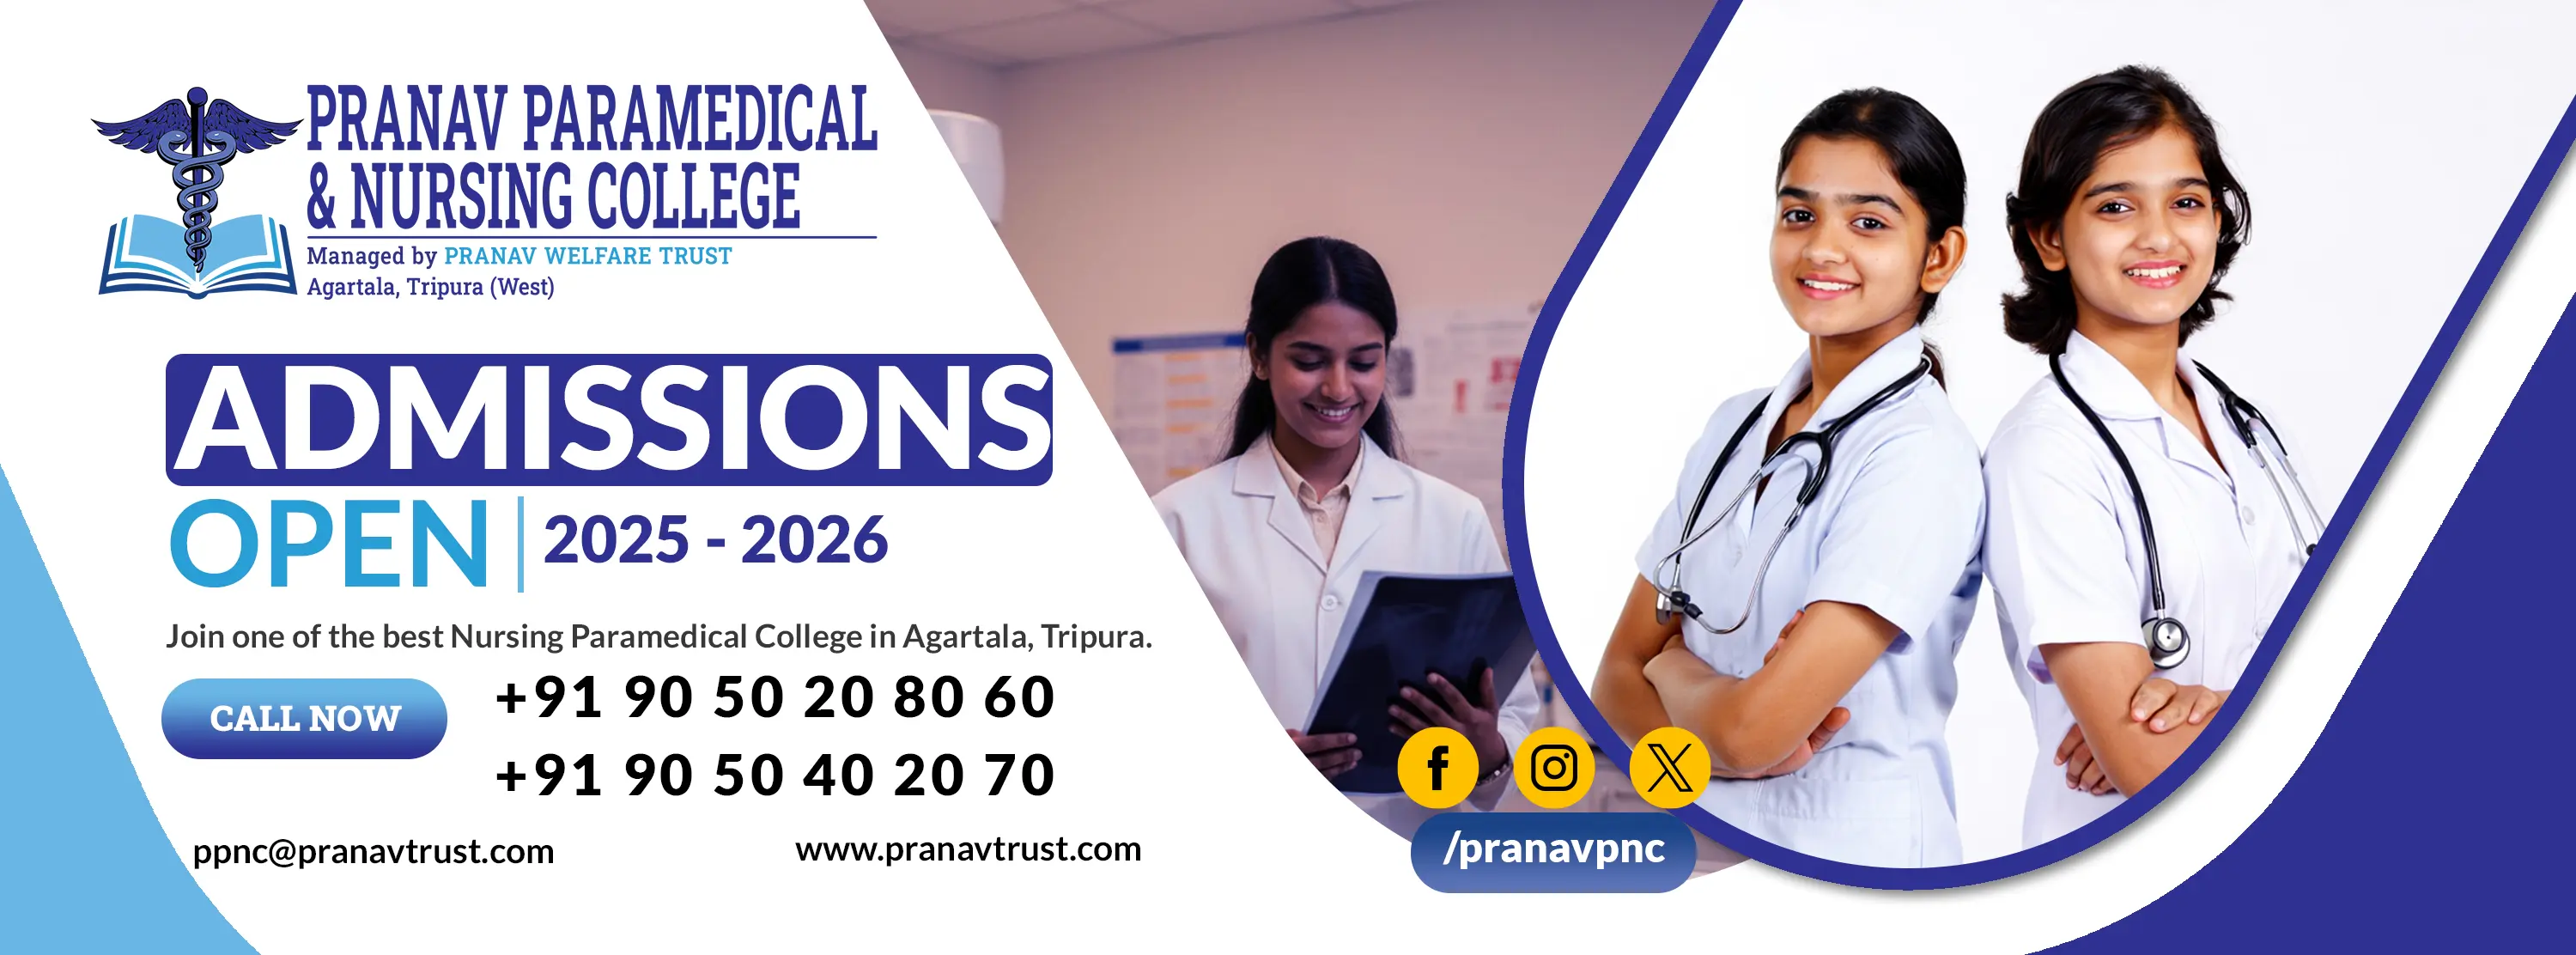 PRANAV PARAMEDICAL
& NURSING COLLEGE
Managed by PRANAV WELFARE TRUST
Agartala, Tripura (West)
ADMISSIONS
OPEN
2025 - 2026
Join one of the best Nursing Paramedical College in Agartala, Tripura.
CALL NOW
+91 90 50 20 80 60
+91 90 50 40 20 70
ppnc@pranavtrust.com
www.pranavtrust.com
/pranavpnc